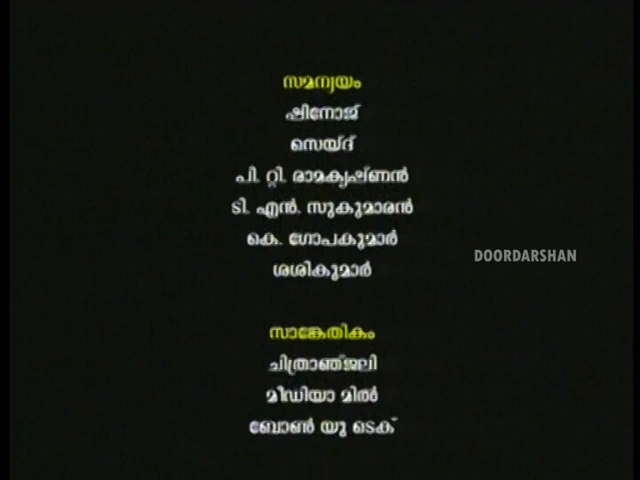 സമന്വയം
ഷിനോജ്
സെയ്ദ്
പി. റ്റി. രാമകൃഷ്ണൻ
ടി. എൻ. സുകുമാരൻ
കെ. ഗോപകുമാർ
ശശികുമാർ
DOORDARSHAN
സാങ്കേതികം
ചിത്രാഞ്ജലി
മീഡിയാ മിൽ
ബോൺ യൂ ടെക്